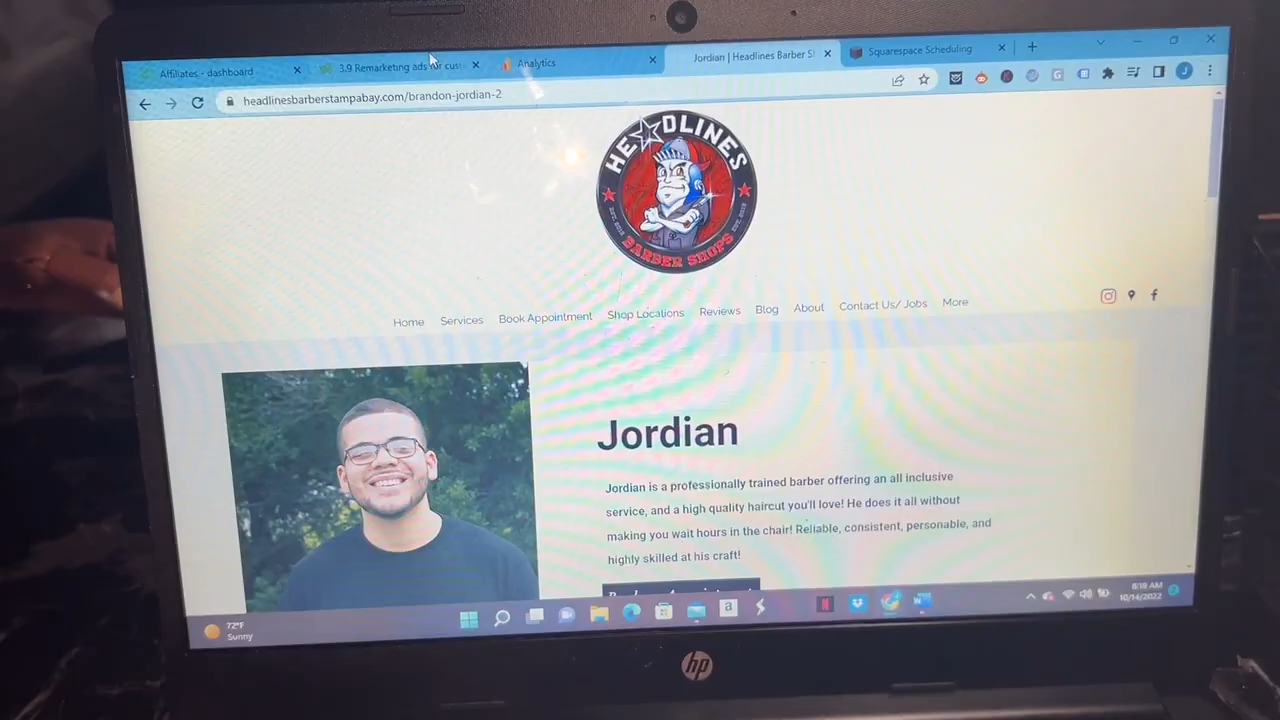 Affiliates - dashboard
3.9 Remarketing ads for cust
Analytics
Jordian | Headlines Barber S
Squarespace Scheduling
headlinesbarberstampabay.com/brandon-jordian-2
HE DLINES
BARBER SHOPS
Home Services Book Appointment Shop Locations Reviews Blog About Contact Us/ Jobs More
Jordian
Jordian is a professionally trained barber offering an all inclusive
service, and a high quality haircut you'll love! He does it all without
making you wait hours in the chair! Reliable, consistent, personable, and
highly skilled at his craft!
72°F
Sunny
10/14/2022
hp